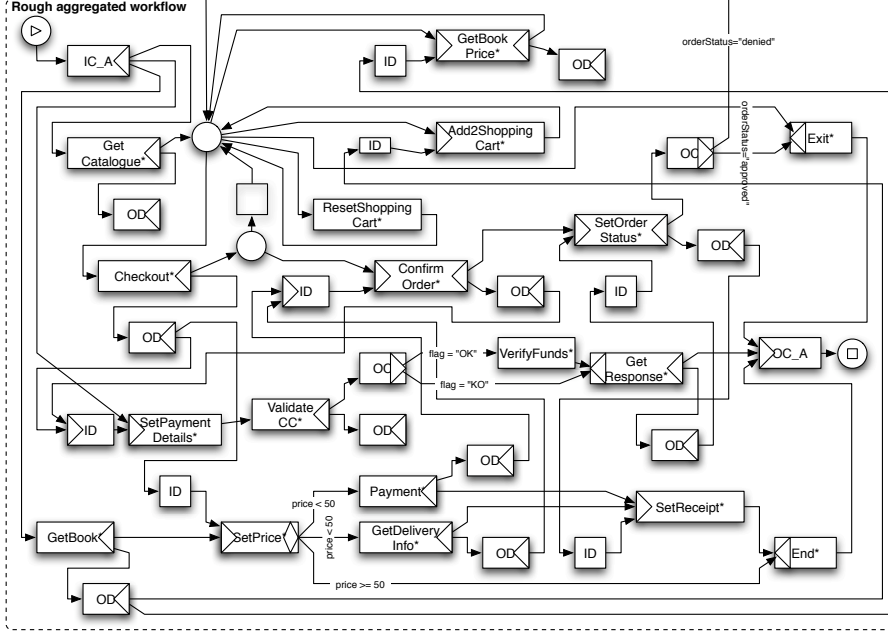 Rough aggregated workflow
IC_A
ID
GetBook
Price*
OD
orderStatus="denied"
Get
Catalogue*
ID
Add2Shopping
Cart*
orderStatus="approved"
OC
Exit*
OD
ResetShopping
Cart*
SetOrder
Status*
OD
Checkout*
ID
Confirm
Order*
OD
ID
OD
OC
flag = "OK"
VerifyFunds*
Get
Response*
OC_A
flag = "KO"
ID
SetPayment
Details*
Validate
CC*
OD
OD
ID
OD
Payment*
price < 50
price < 50
SetReceipt*
GetBook*
SetPrice*
GetDelivery
Info*
OD
ID
End*
price >= 50
OD